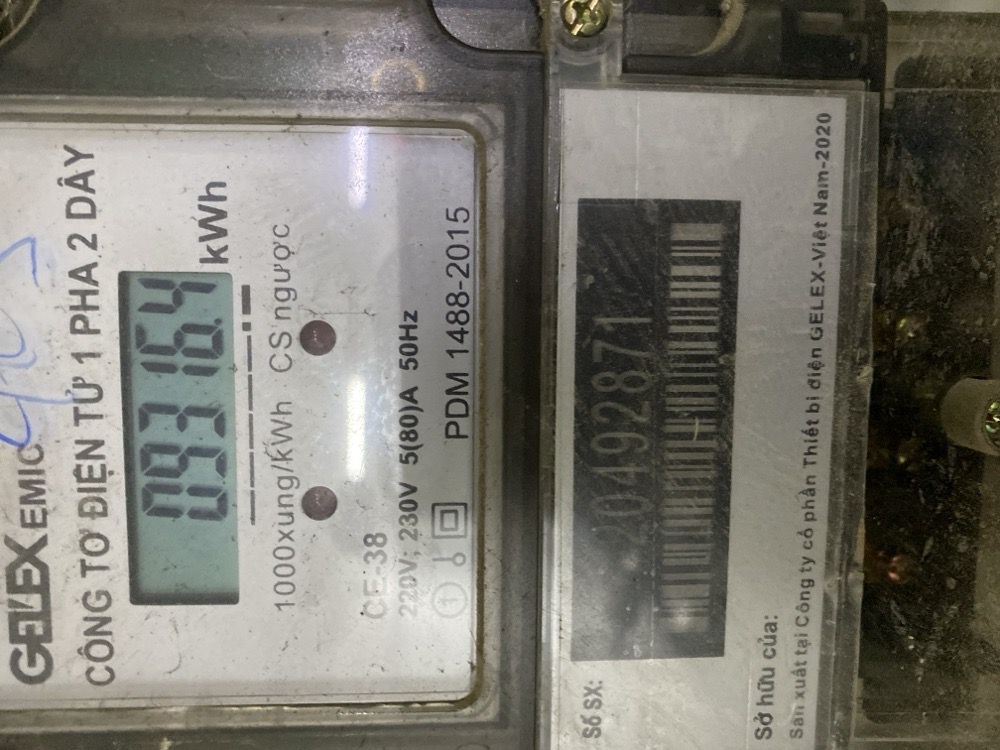 GELEX EMIC
CÔNG TƠ ĐIỆN TỬ 1 PHA 2 DÂY
09316.4 kWh
1000xung/kWh CS ngược
CE-38
220V; 230V 5(80)A 50Hz
1 PDM 1488-2015
Số SX:
20492871
Sở hữu của:
Sản xuất tại Công ty cổ phần Thiết bị điện GELEX-Việt Nam-2020